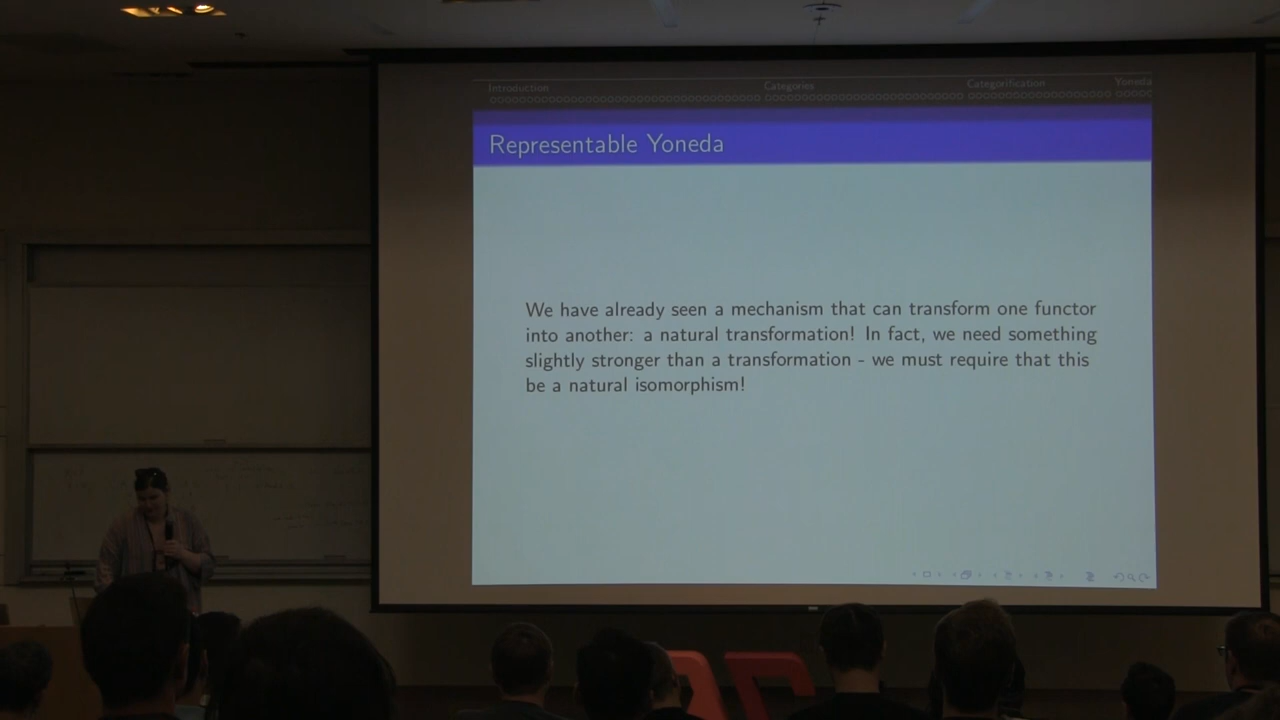 Introduction Categories Categorification Yoneda
Representable Yoneda
We have already seen a mechanism that can transform one functor
into another: a natural transformation! In fact, we need something
slightly stronger than a transformation - we must require that this
be a natural isomorphism!